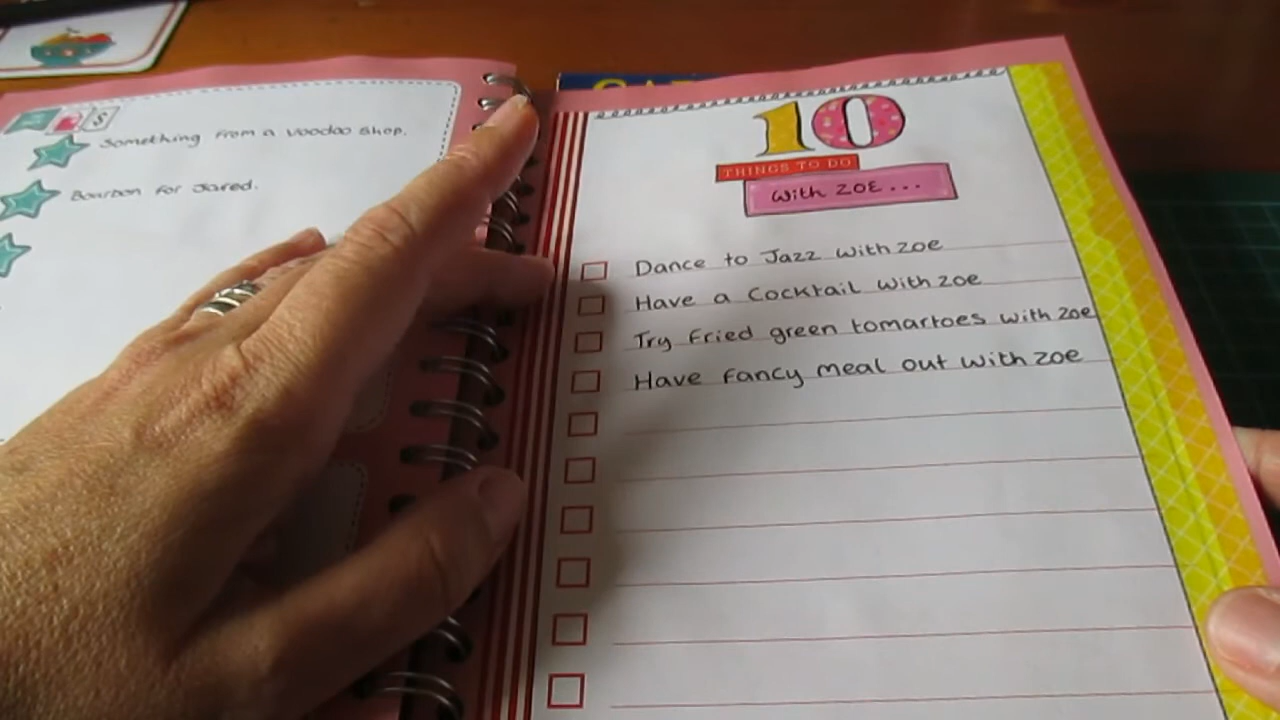 $
Something from a voodoo shop.
Bourbon for Jared.
10
THINGS TO DO
with ZOE...
Dance to Jazz with zoe
Have a Cocktail with zoe
Try Fried green tomartoes with zoe
Have fancy meal out with zoe